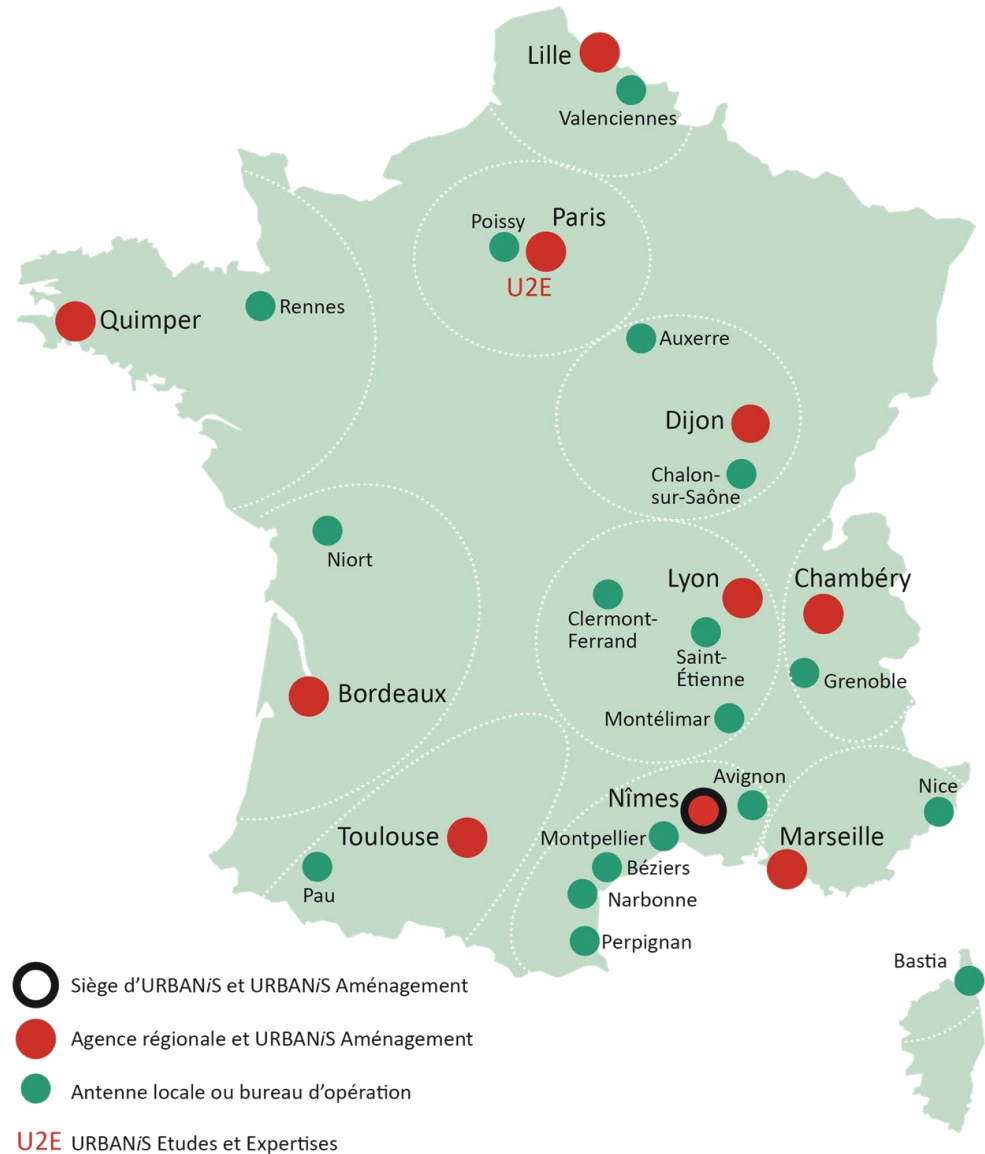 Lille
Valenciennes
Poissy
Paris
U2E
Quimper
Rennes
Auxerre
Dijon
Chalon-
sur-Saône
Niort
Lyon
Chambéry
Clermont-
Ferrand
Saint-
Étienne
Grenoble
Bordeaux
Montélimar
Avignon
Nice
Nîmes
Toulouse
Montpellier
Marseille
Béziers
Pau
Narbonne
Perpignan
Bastia
Siège d'URBANiS et URBANiS Aménagement
Agence régionale et URBANiS Aménagement
Antenne locale ou bureau d'opération
U2E URBANiS Etudes et Expertises